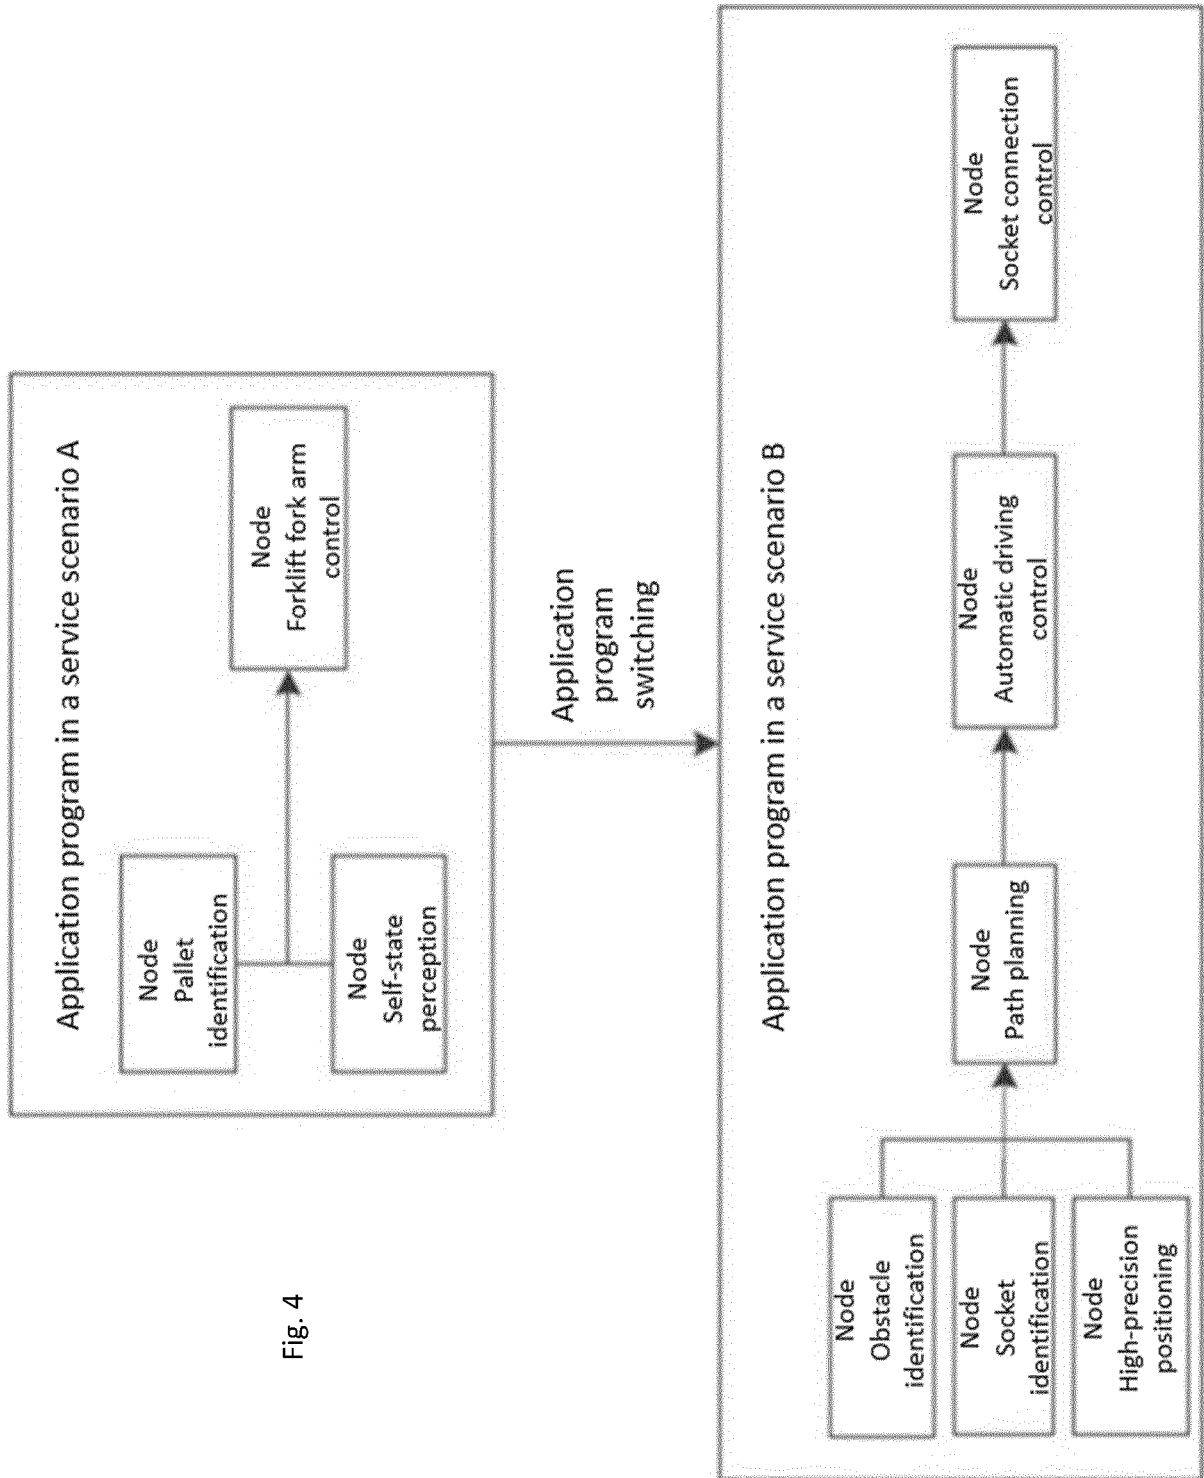 Application program in a service scenario A
Node
Pallet
identification
Node
Self-state
perception
Node
Forklift fork arm
control
Application
program
switching
Application program in a service scenario B
Node
Obstacle
identification
Node
Socket
identification
Node
High-precision
positioning
Node
Path planning
Node
Automatic driving
control
Node
Socket connection
control
Fig. 4